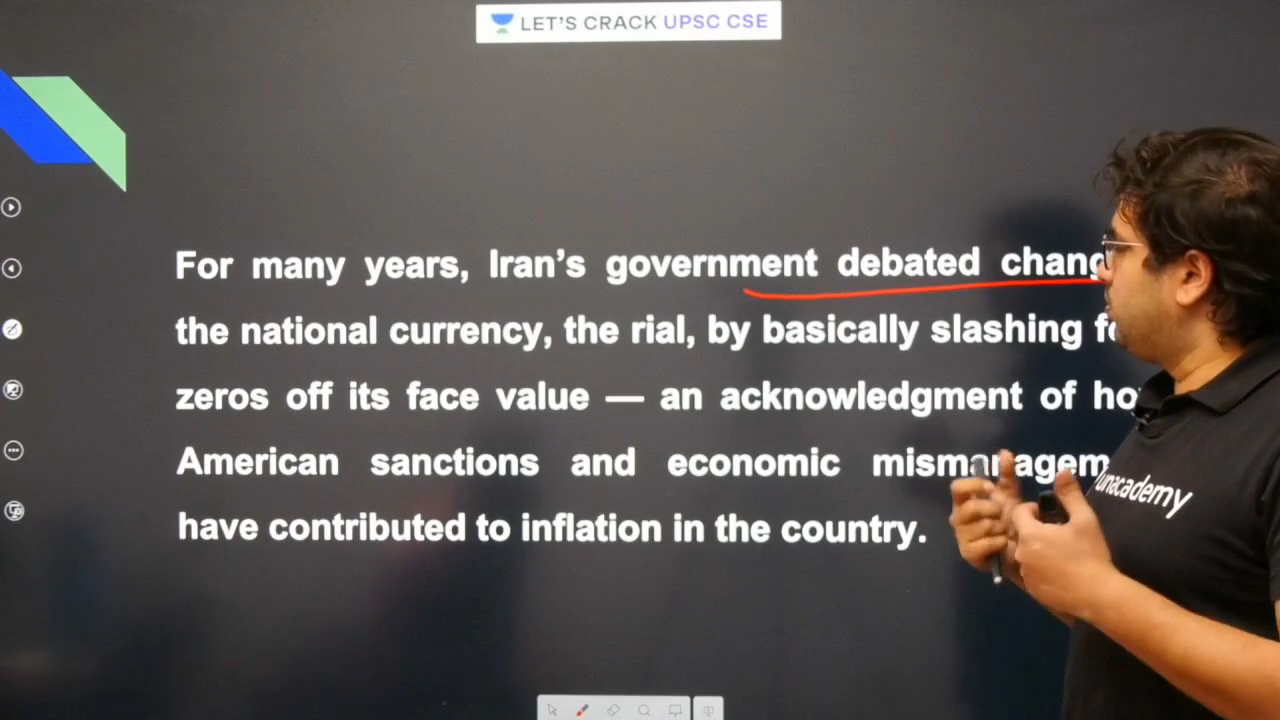 LET'S CRACK UPSC CSE
For many years, Iran's government debated
the national currency, the rial, by basically slashing
zeros off its face value — an acknowledgment of
American sanctions and economic
have contributed to inflation in the country.
unacademy